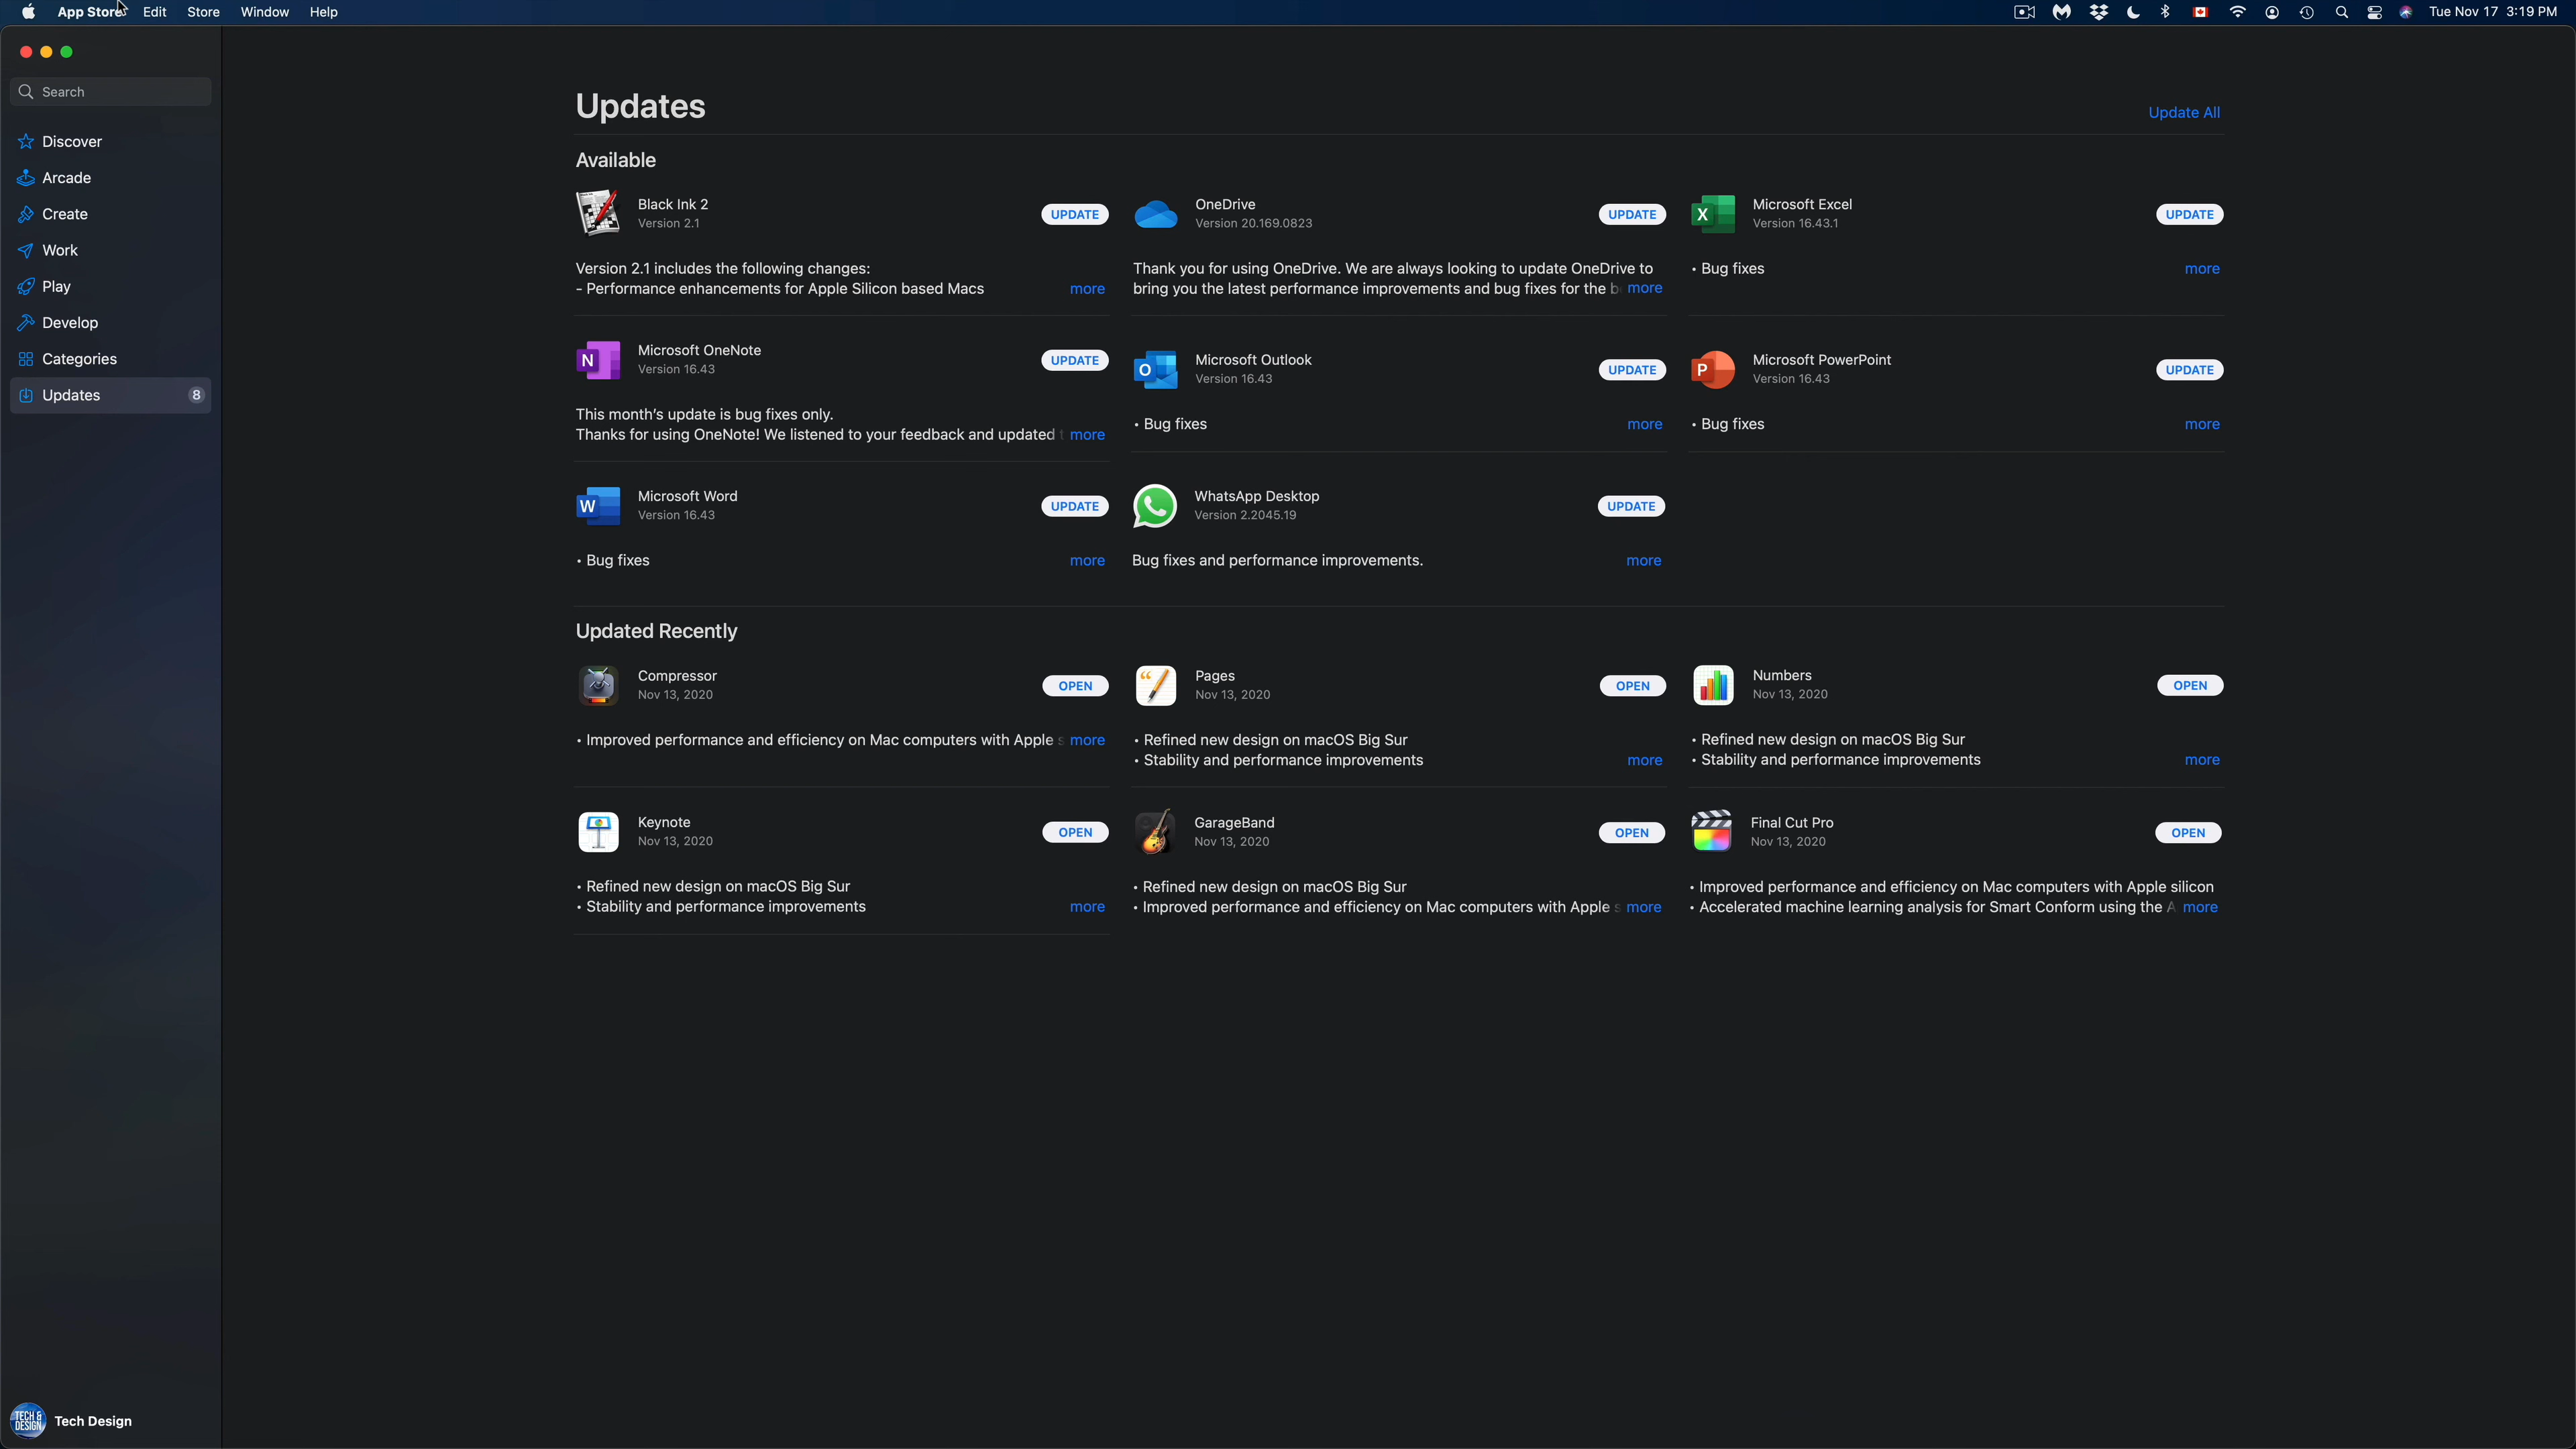 App Store Edit Store Window Help Tue Nov 17 3:19 PM
Search
Discover
Arcade
Create
Work
Play
Develop
Categories
Updates 8
Updates Update All
Available
Black Ink 2
Version 2.1
UPDATE
Version 2.1 includes the following changes:
- Performance enhancements for Apple Silicon based Macs more
OneDrive
Version 20.169.0823
UPDATE
Thank you for using OneDrive. We are always looking to update OneDrive to
bring you the latest performance improvements and bug fixes for the more
Microsoft Excel
Version 16.43.1
UPDATE
• Bug fixes more
Microsoft OneNote
Version 16.43
UPDATE
This month's update is bug fixes only.
Thanks for using OneNote! We listened to your feedback and updated more
Microsoft Outlook
Version 16.43
UPDATE
• Bug fixes more
Microsoft PowerPoint
Version 16.43
UPDATE
• Bug fixes more
Microsoft Word
Version 16.43
UPDATE
• Bug fixes more
WhatsApp Desktop
Version 2.2045.19
UPDATE
Bug fixes and performance improvements. more
Updated Recently
Compressor
Nov 13, 2020
OPEN
• Improved performance and efficiency on Mac computers with Apple more
Pages
Nov 13, 2020
OPEN
• Refined new design on macOS Big Sur
• Stability and performance improvements more
Numbers
Nov 13, 2020
OPEN
• Refined new design on macOS Big Sur
• Stability and performance improvements more
Keynote
Nov 13, 2020
OPEN
• Refined new design on macOS Big Sur
• Stability and performance improvements more
GarageBand
Nov 13, 2020
OPEN
• Refined new design on macOS Big Sur
• Improved performance and efficiency on Mac computers with Apple more
Final Cut Pro
Nov 13, 2020
OPEN
• Improved performance and efficiency on Mac computers with Apple silicon
• Accelerated machine learning analysis for Smart Conform using the more
TECH &
DESIGN
Tech Design